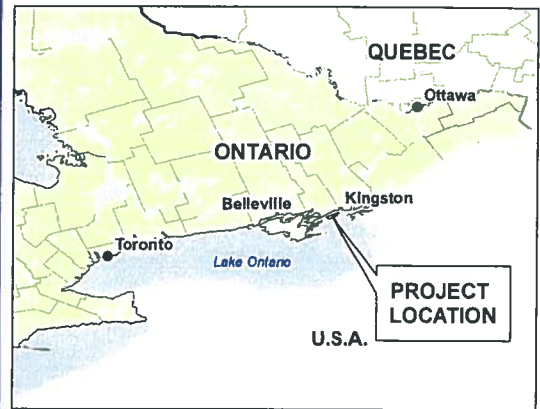 QUEBEC
Ottawa
ONTARIO
Belleville
Kingston
Toronto
Lake Ontario
PROJECT
LOCATION
U.S.A.